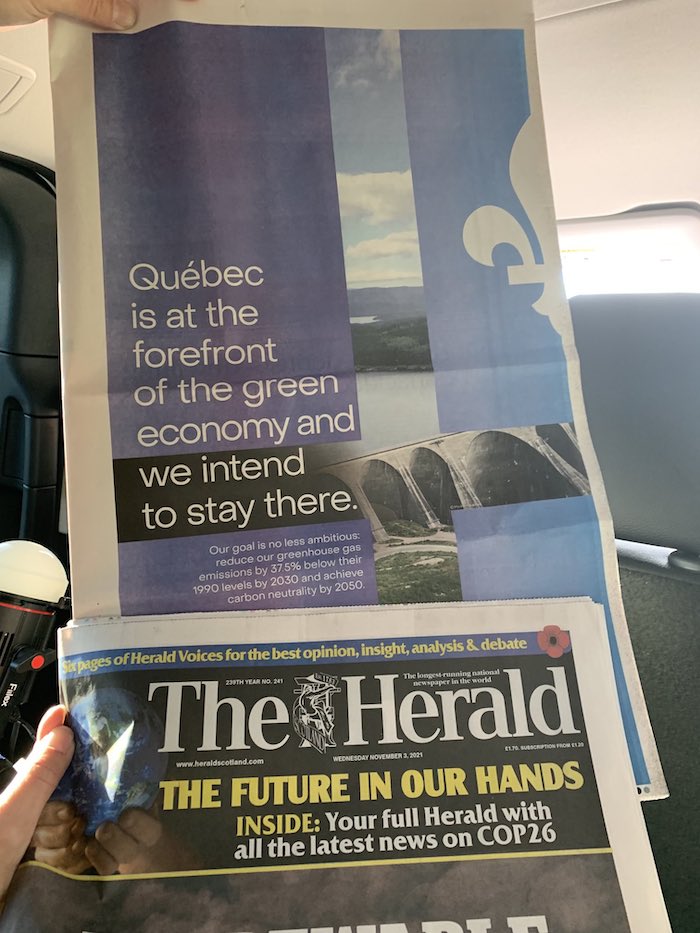 Québec
is at the
forefront
of the green
economy and
we intend
to stay there.
Our goal is no less ambitious:
reduce our greenhouse gas
emissions by 37.5% below their
1990 levels by 2030 and achieve
carbon neutrality by 2050.
Six pages of Herald Voices for the best opinion, insight, analysis & debate
239TH YEAR NO. 241
The longest-running national
newspaper in the world
The Herald
www.heraldscotland.com
WEDNESDAY NOVEMBER 3, 2021
£1.70. SUBSCRIPTION FROM £1.20
THE FUTURE IN OUR HANDS
INSIDE: Your full Herald with
all the latest news on COP26